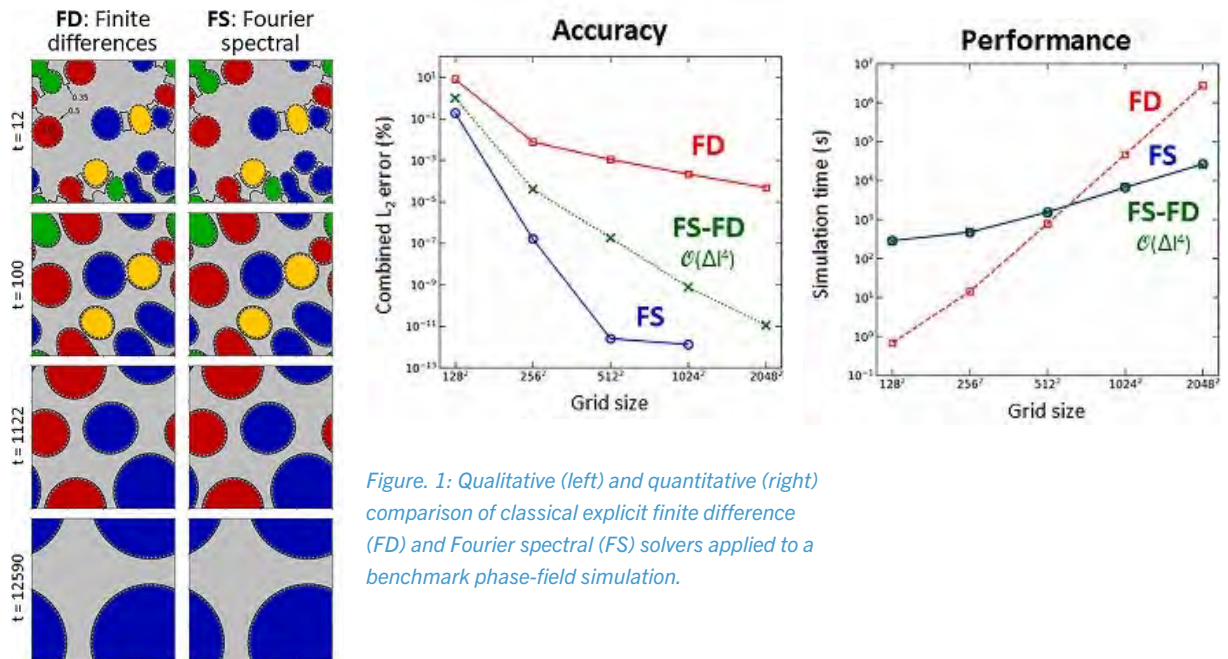 FD: Finite differences
FS: Fourier spectral
t = 12
0.35
0.5
t = 100
t = 1122
t = 12590
Accuracy
Combined L₂ error (%)
10¹
10⁻¹
10⁻³
10⁻⁵
10⁻⁷
10⁻⁹
10⁻¹¹
10⁻¹³
FD
FS-FD
𝒪(Δl⁴)
FS
128²
256²
512²
1024²
2048²
Grid size
Performance
Simulation time (s)
10⁷
10⁶
10⁵
10⁴
10³
10²
10¹
10⁰
10⁻¹
FD
FS
FS-FD
𝒪(Δl⁴)
128²
256²
512²
1024²
2048²
Grid size
Figure. 1: Qualitative (left) and quantitative (right)
comparison of classical explicit finite difference
(FD) and Fourier spectral (FS) solvers applied to a
benchmark phase-field simulation.